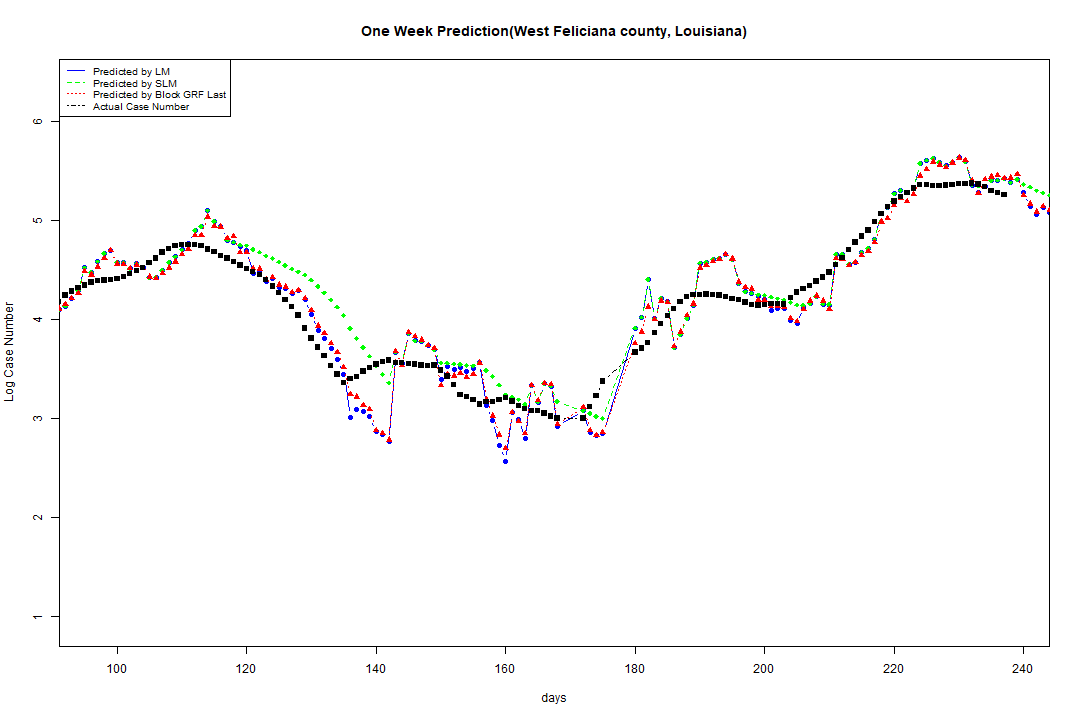 One Week Prediction(West Feliciana county, Louisiana)
Predicted by LM
Predicted by SLM
Predicted by Block GRF Last
Actual Case Number
Log Case Number
6
5
4
3
2
1
100 120 140 160 180 200 220 240
days